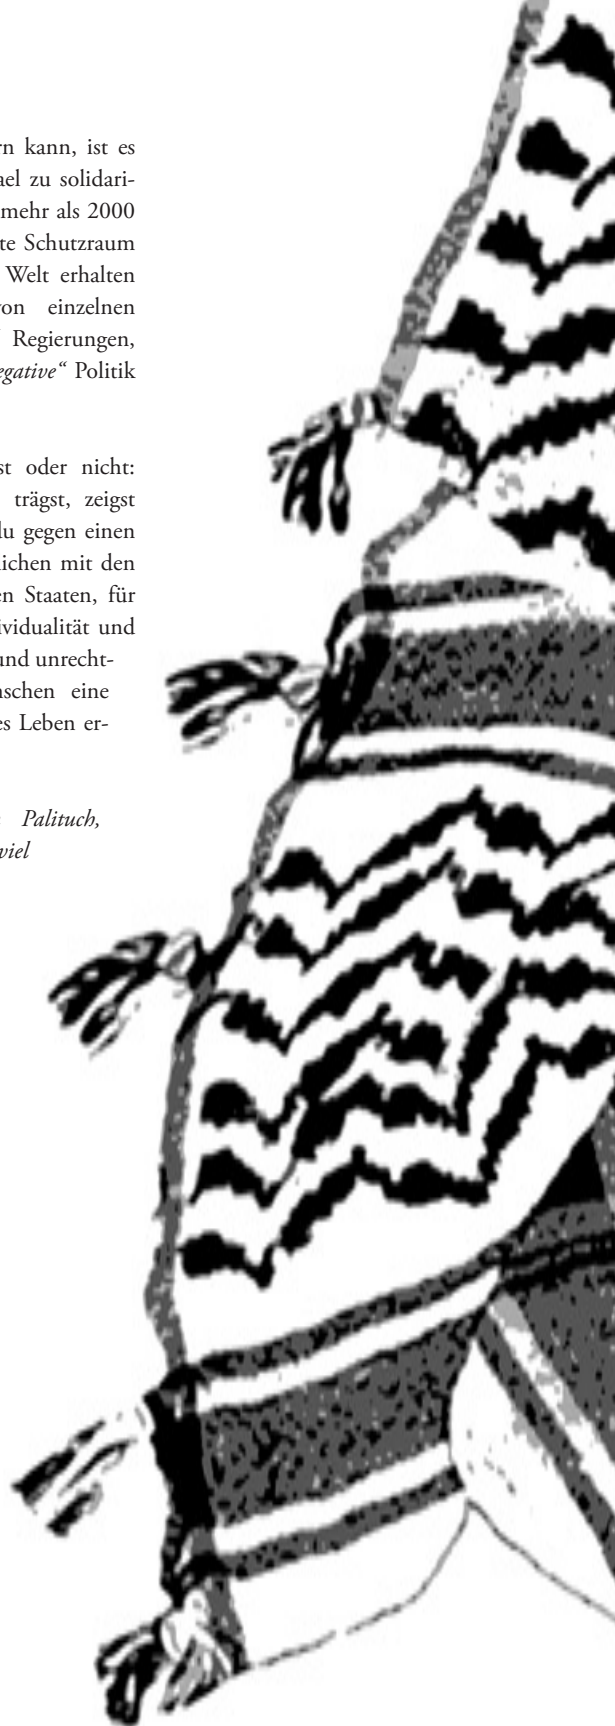 rn kann, ist es
ael zu solidari-
mehr als 2000
te Schutzraum
Welt erhalten
on einzelnen
Regierungen,
egative“ Politik
st oder nicht:
trägst, zeigst
du gegen einen
lichen mit den
en Staaten, für
ividualität und
und unrecht-
nschen eine
es Leben er-
Palituch,
viel